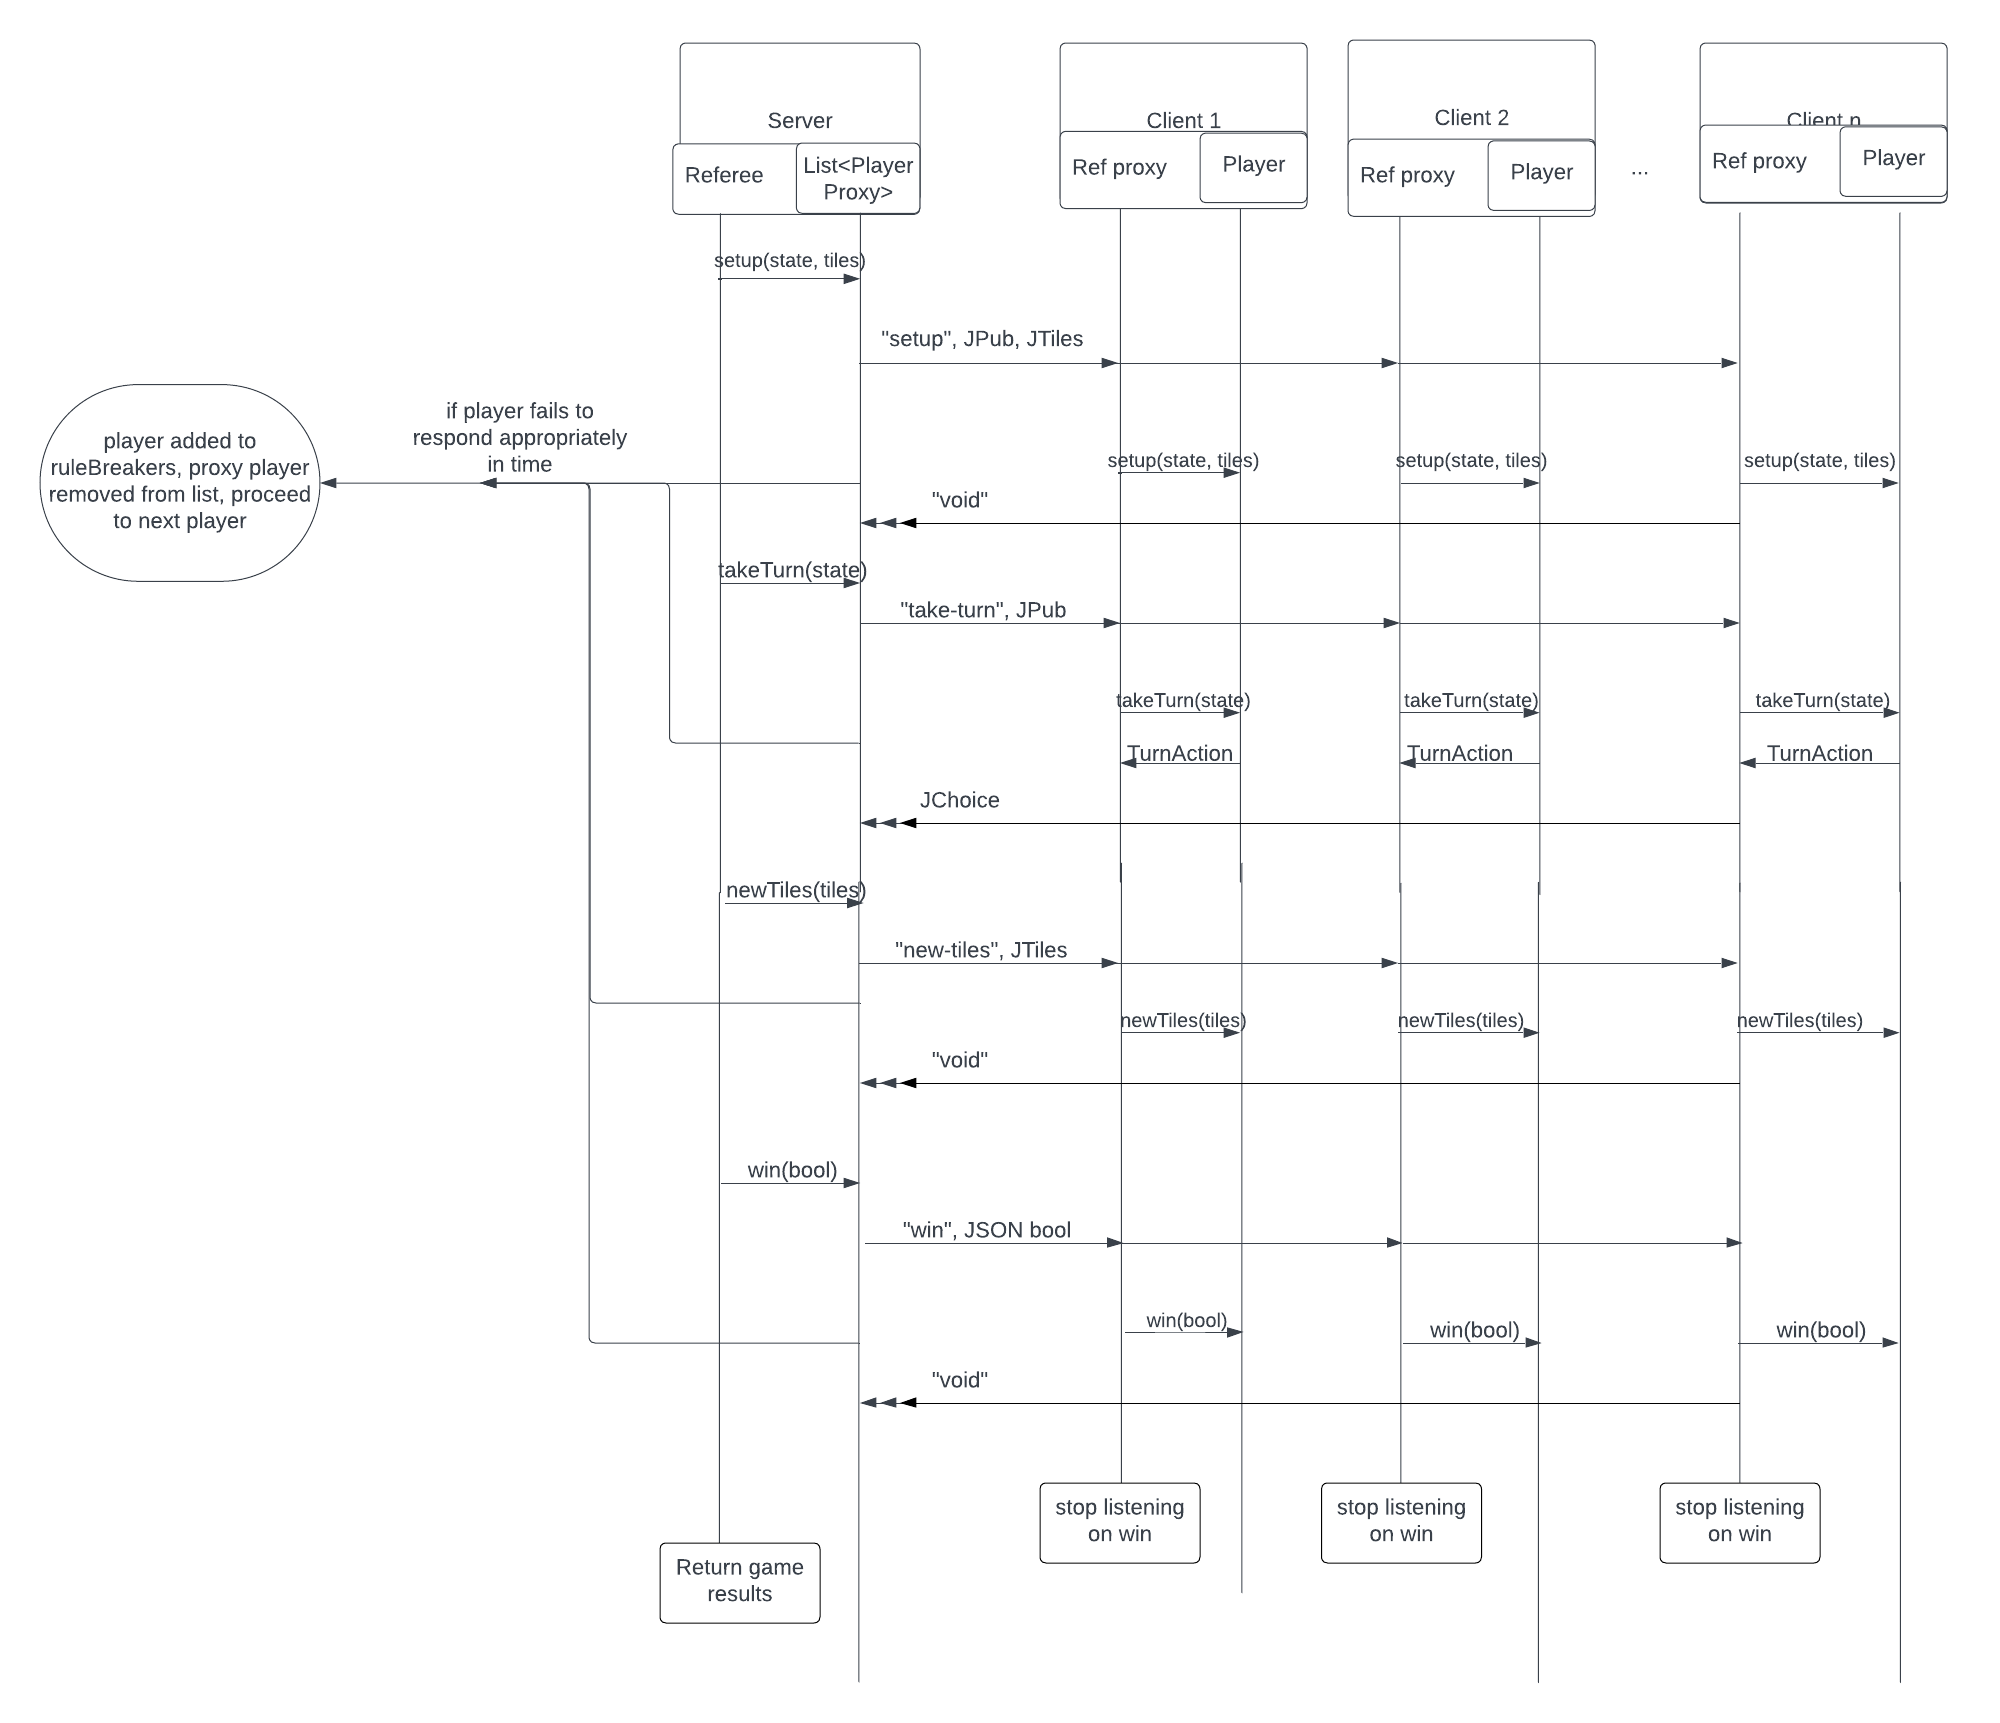 Server
Client 1
Client 2
Client n
Referee
List<Player
Proxy>
Ref proxy
Player
Ref proxy
Player
...
Ref proxy
Player
setup(state, tiles)
"setup", JPub, JTiles
if player fails to
respond appropriately
in time
player added to
ruleBreakers, proxy player
removed from list, proceed
to next player
setup(state, tiles)
setup(state, tiles)
setup(state, tiles)
"void"
takeTurn(state)
"take-turn", JPub
takeTurn(state)
takeTurn(state)
takeTurn(state)
TurnAction
TurnAction
TurnAction
JChoice
newTiles(tiles)
"new-tiles", JTiles
newTiles(tiles)
newTiles(tiles)
newTiles(tiles)
"void"
win(bool)
"win", JSON bool
win(bool)
win(bool)
win(bool)
"void"
stop listening
on win
stop listening
on win
stop listening
on win
Return game
results